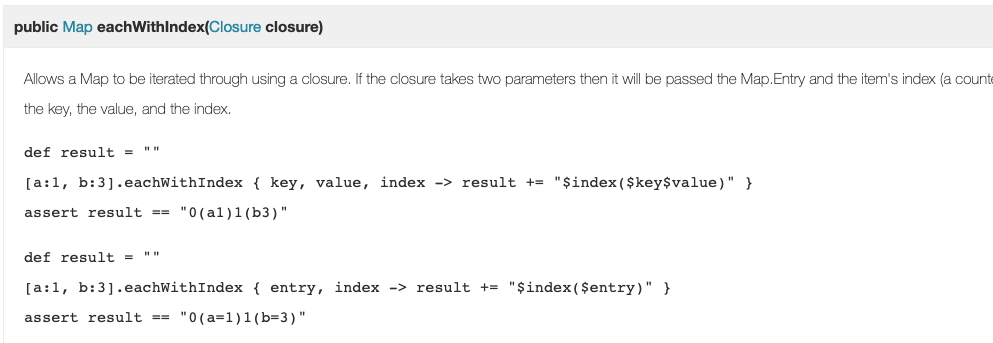 public Map eachWithIndex(Closure closure)
Allows a Map to be iterated through using a closure. If the closure takes two parameters then it will be passed the Map.Entry and the item's index (a counte
the key, the value, and the index.
def result = ""
[a:1, b:3].eachWithIndex { key, value, index -> result += "$index($key$value)" }
assert result == "0(a1)1(b3)"
def result = ""
[a:1, b:3].eachWithIndex { entry, index -> result += "$index($entry)" }
assert result == "0(a=1)1(b=3)"